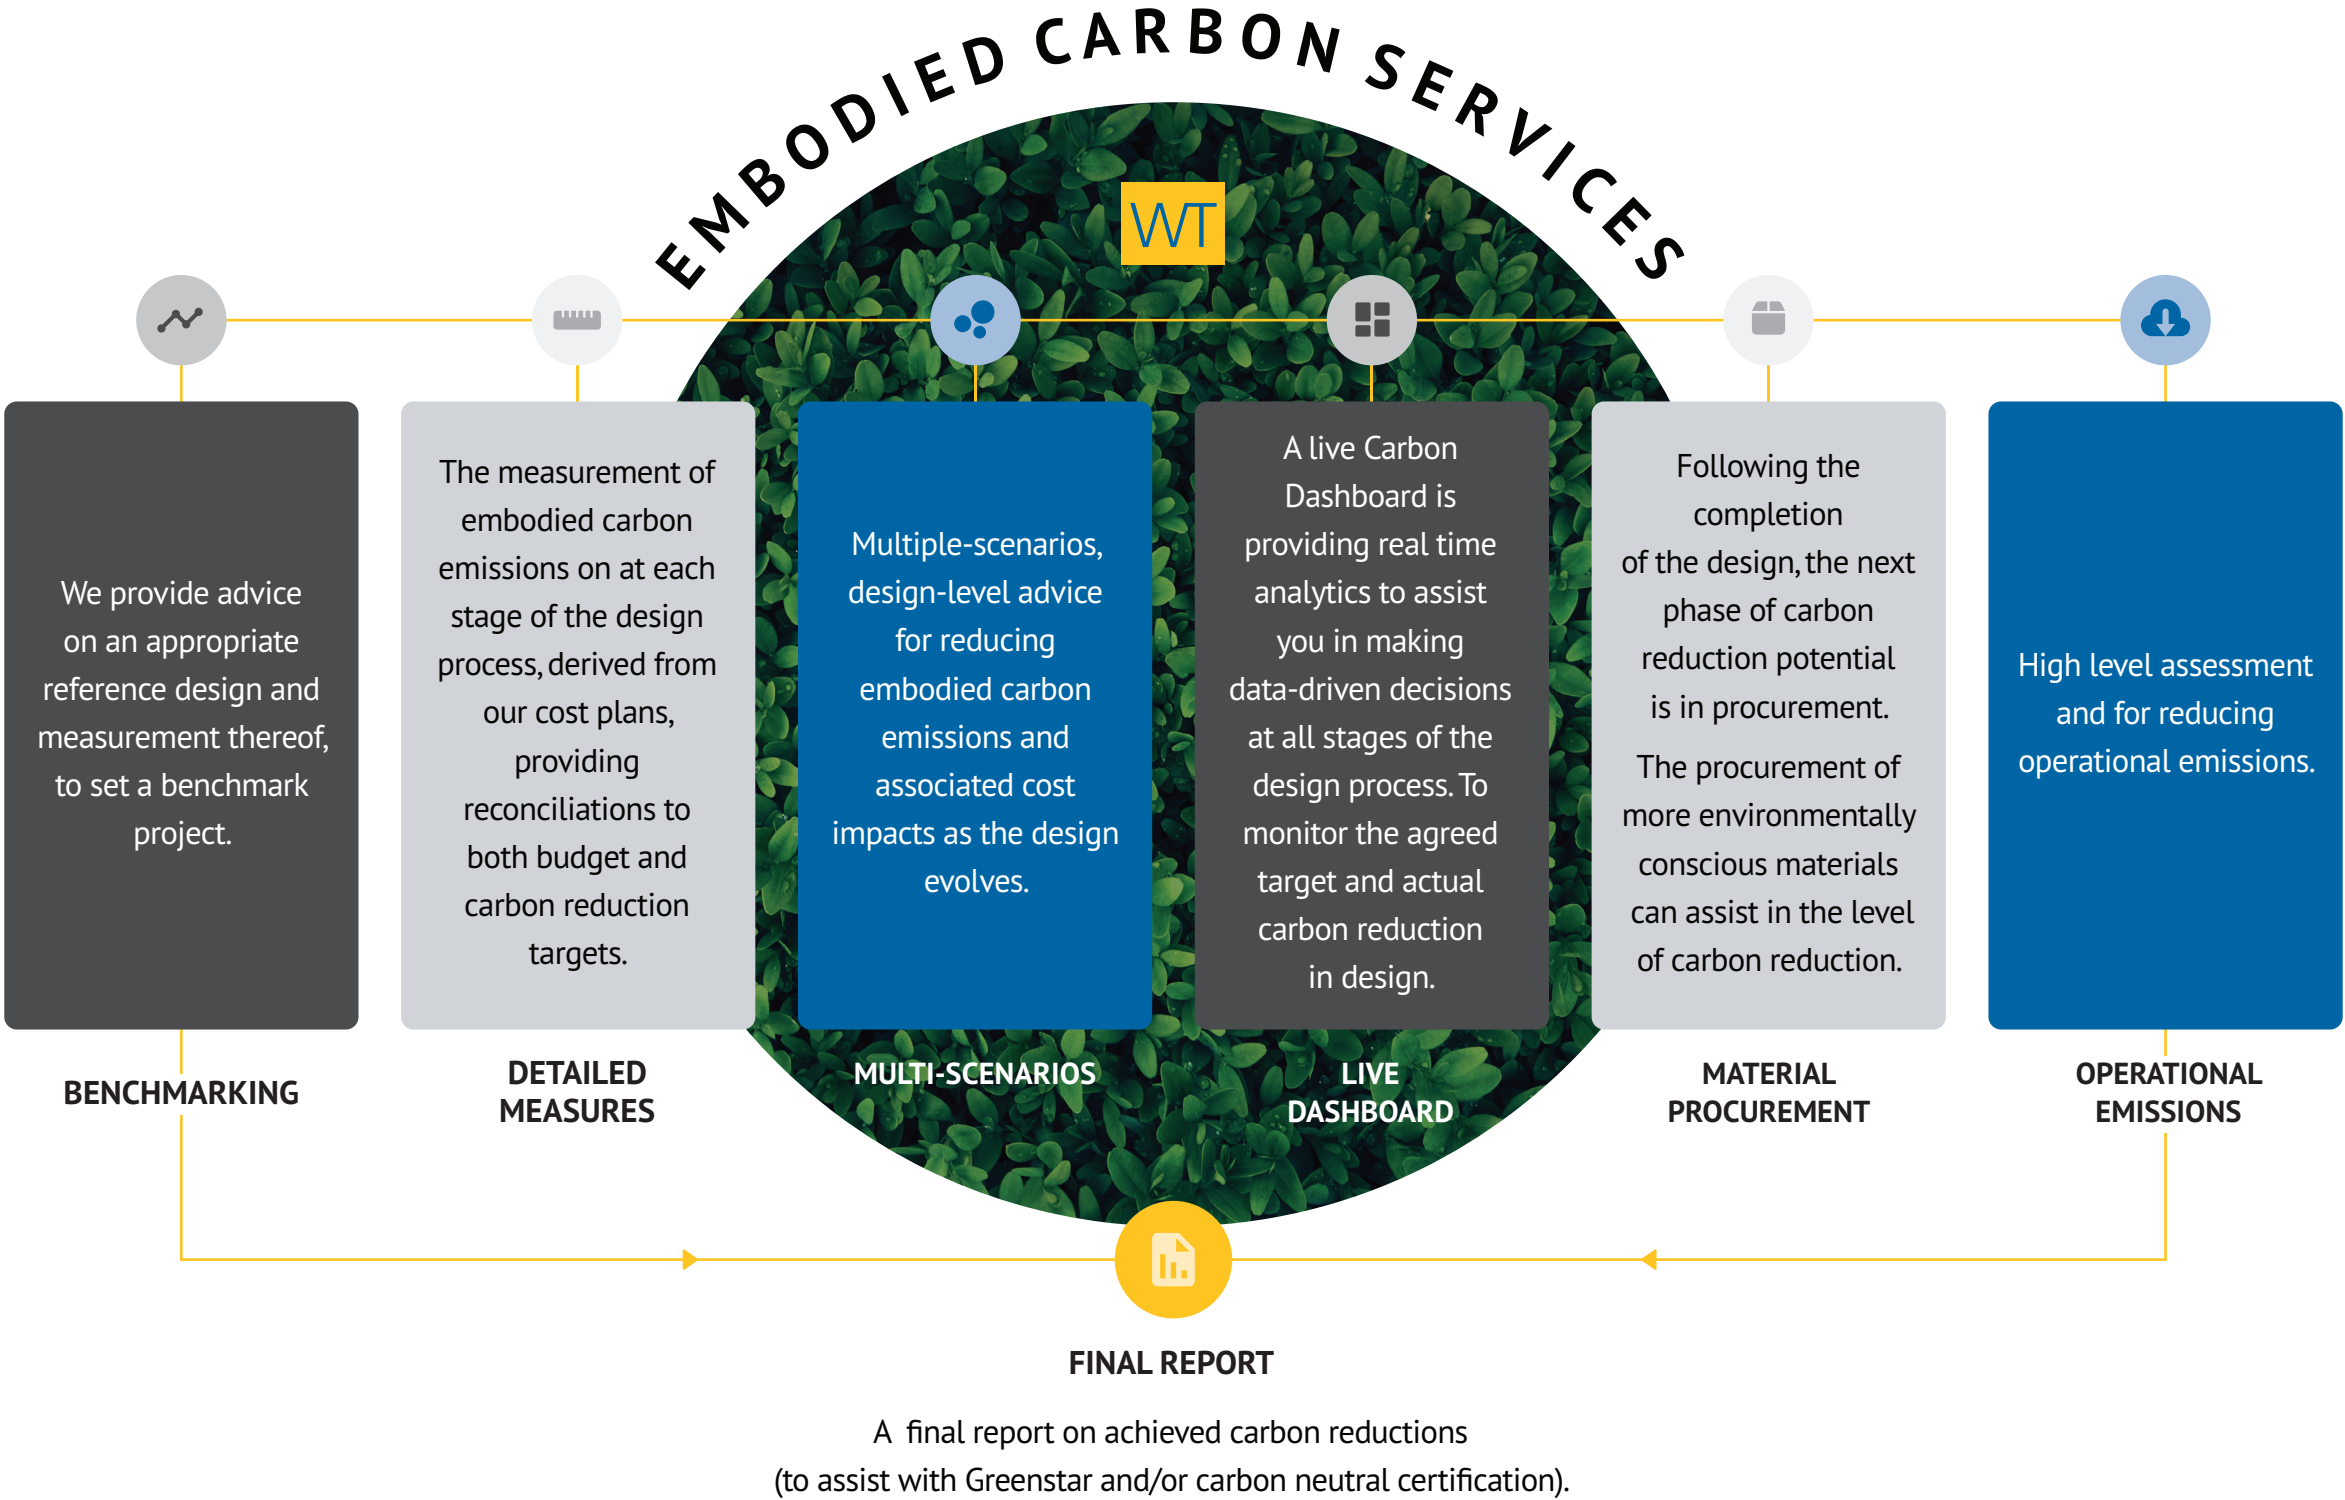 EMBODIED CARBON SERVICES
WT
We provide advice
on an appropriate
reference design and
measurement thereof,
to set a benchmark
project.
BENCHMARKING
The measurement of
embodied carbon
emissions on at each
stage of the design
process, derived from
our cost plans,
providing
reconciliations to
both budget and
carbon reduction
targets.
DETAILED
MEASURES
Multiple-scenarios,
design-level advice
for reducing
embodied carbon
emissions and
associated cost
impacts as the design
evolves.
MULTI-SCENARIOS
A live Carbon
Dashboard is
providing real time
analytics to assist
you in making
data-driven decisions
at all stages of the
design process. To
monitor the agreed
target and actual
carbon reduction
in design.
LIVE
DASHBOARD
Following the
completion
of the design, the next
phase of carbon
reduction potential
is in procurement.
The procurement of
more environmentally
conscious materials
can assist in the level
of carbon reduction.
MATERIAL
PROCUREMENT
High level assessment
and for reducing
operational emissions.
OPERATIONAL
EMISSIONS
FINAL REPORT
A final report on achieved carbon reductions
(to assist with Greenstar and/or carbon neutral certification).